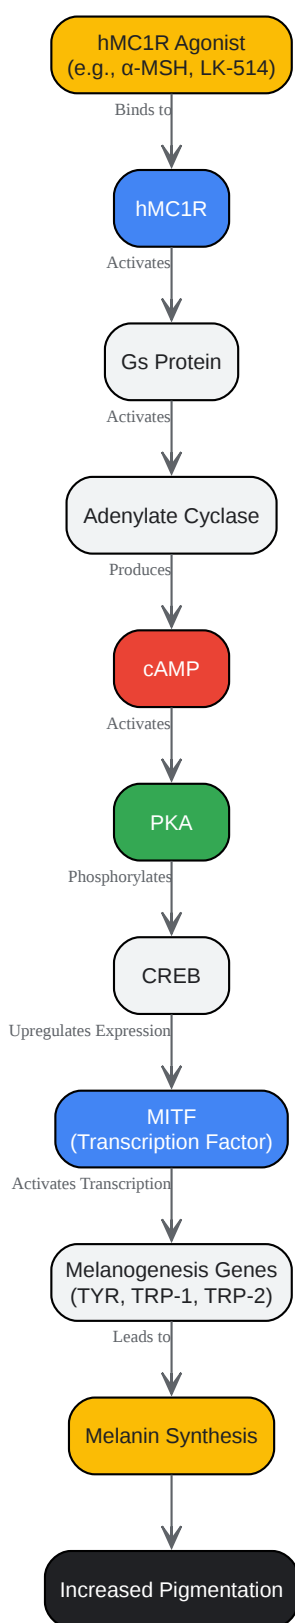 hMC1R Agonist
(e.g., α-MSH, LK-514)
Binds to
hMC1R
Activates
Gs Protein
Activates
Adenylate Cyclase
Produces
cAMP
Activates
PKA
Phosphorylates
CREB
Upregulates Expression
MITF
(Transcription Factor)
Activates Transcription
Melanogenesis Genes
(TYR, TRP-1, TRP-2)
Leads to
Melanin Synthesis
Increased Pigmentation